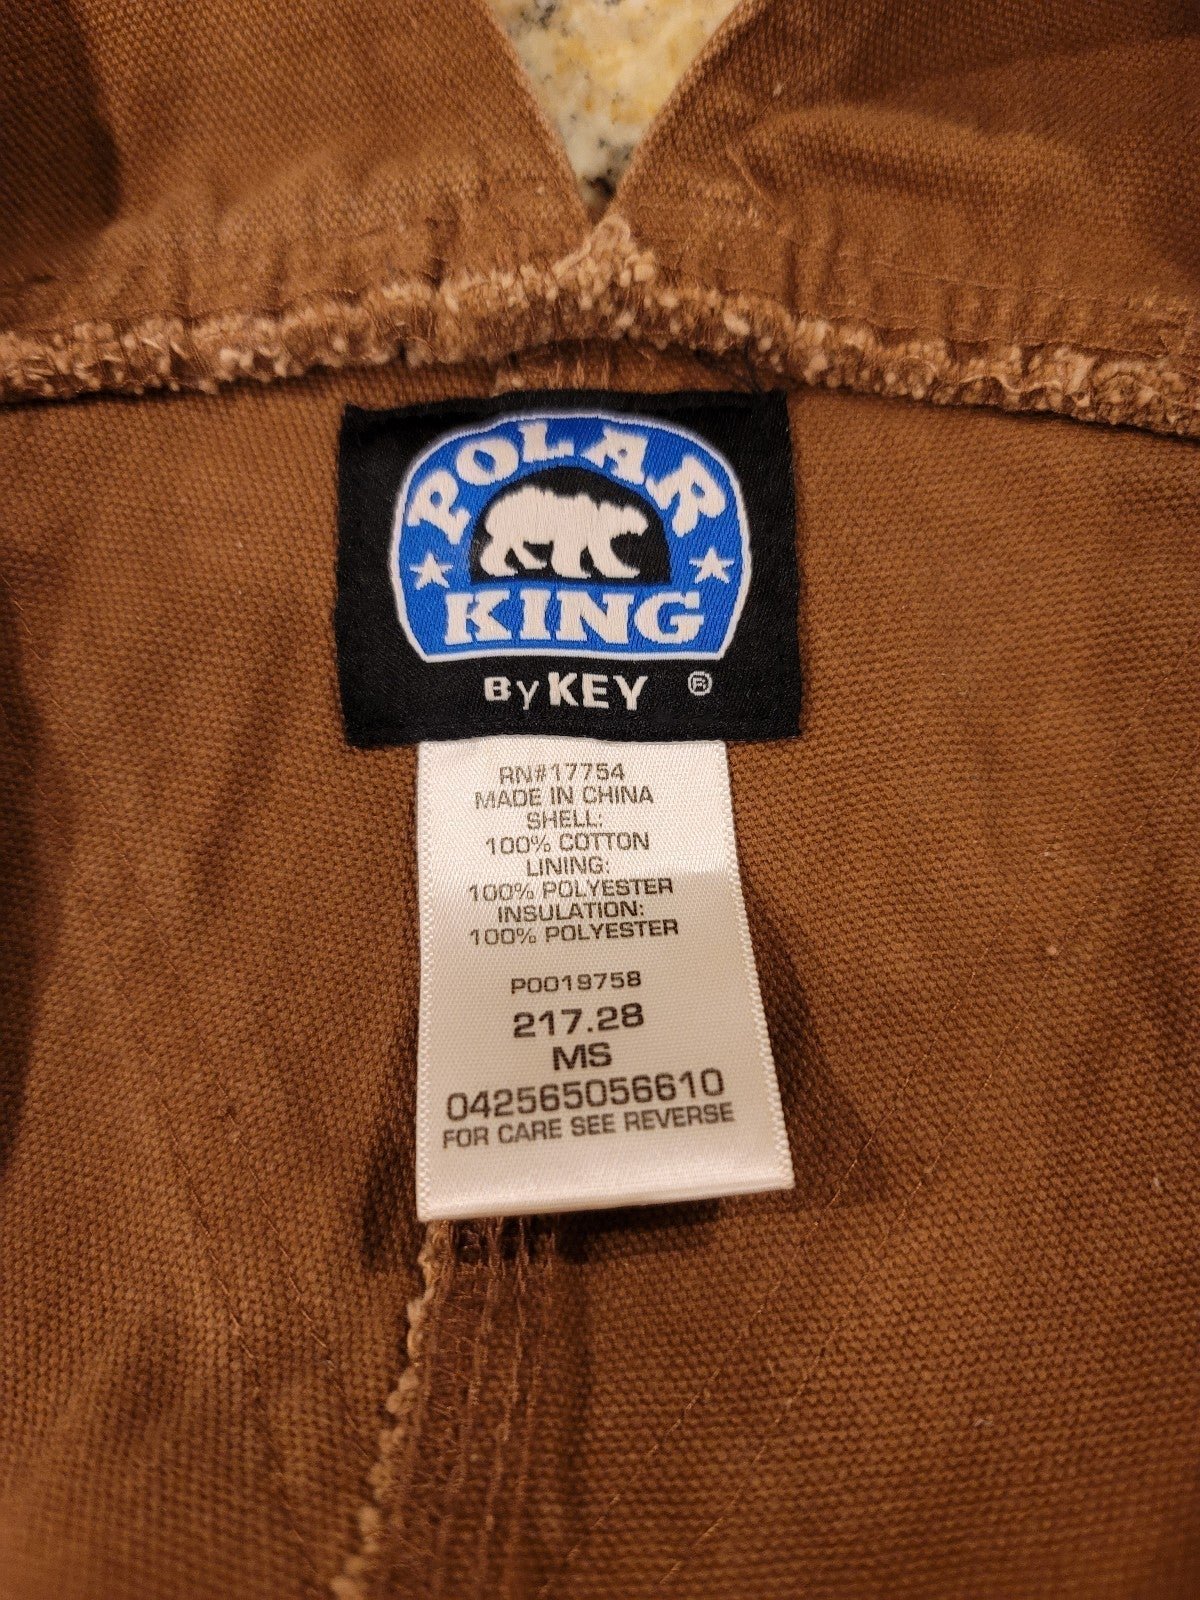 POLAR
KING
By KEY ®
RN#17754
MADE IN CHINA
SHELL:
100% COTTON
LINING:
100% POLYESTER
INSULATION:
100% POLYESTER
P0019758
217.28
MS
042565056610
FOR CARE SEE REVERSE